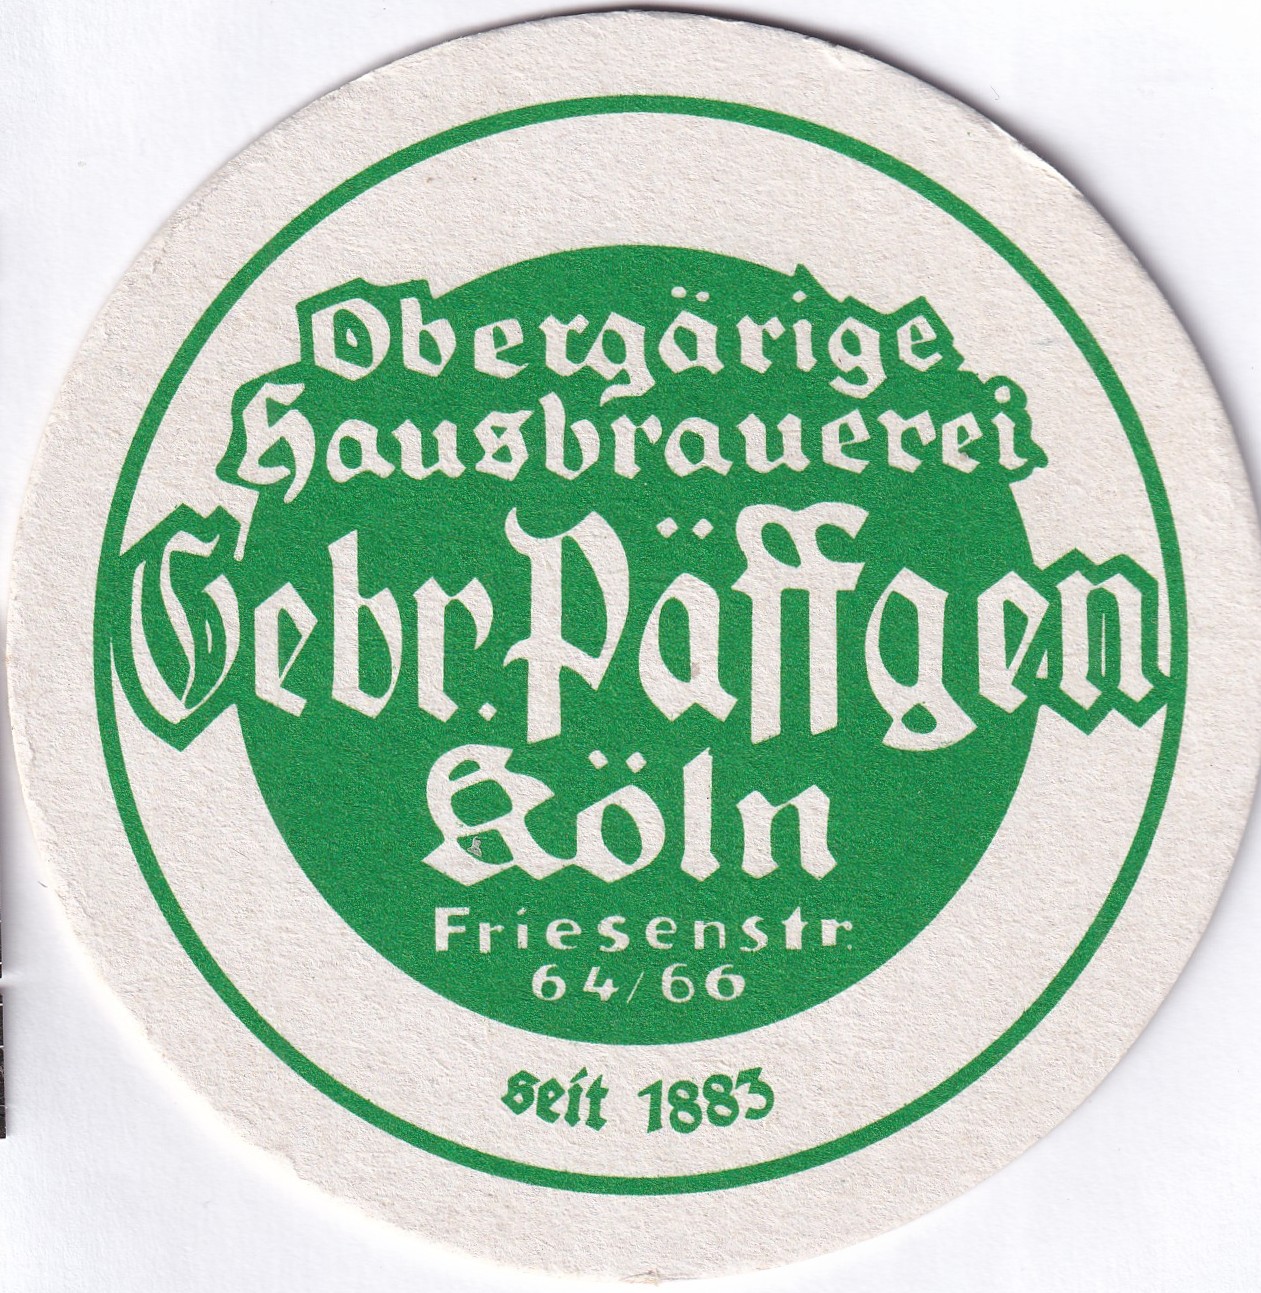 Obergärige
Hausbrauerei
Gebr. Päffgen
Köln
Friesenstr.
64/66
seit 1883